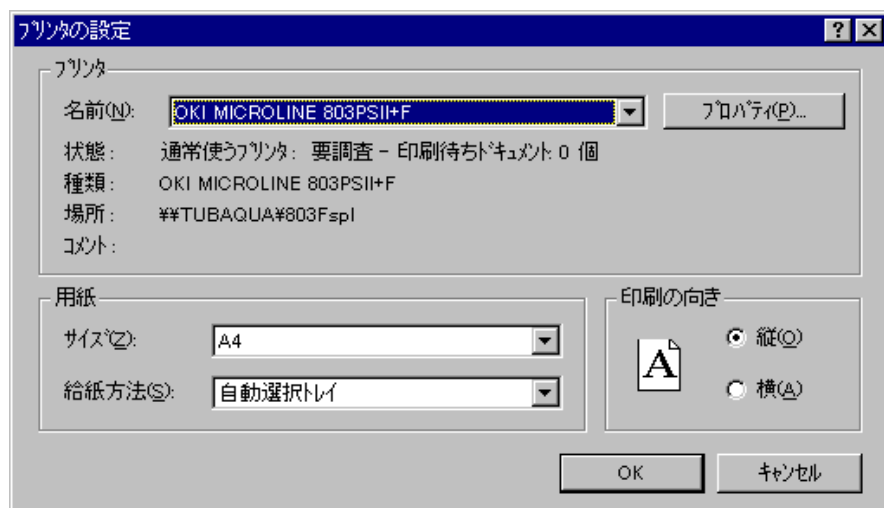 プリンタの設定
プリンタ
名前(N): OKI MICROLINE 803PSII+F プロパティ(P)...
状態: 通常使うプリンタ: 要調査 - 印刷待ちドキュメント: 0 個
種類: OKI MICROLINE 803PSII+F
場所: ¥¥TUBAQUA¥803Fspl
コメント:
用紙
サイズ(Z): A4
給紙方法(S): 自動選択トレイ
印刷の向き
A
縦(O)
横(A)
OK キャンセル